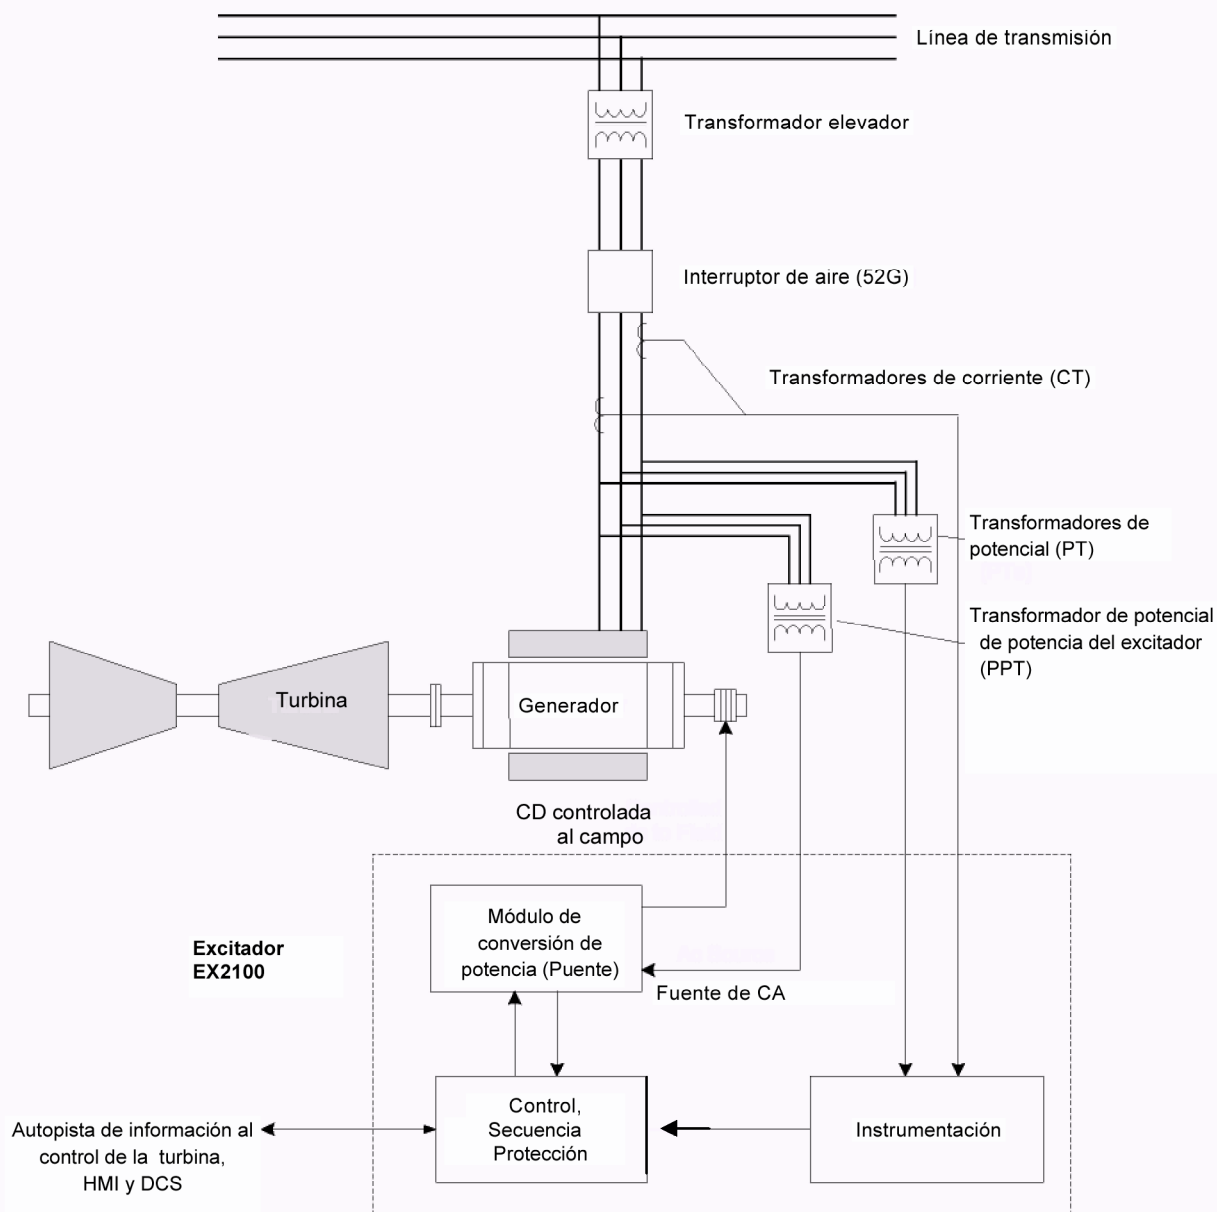 Línea de transmisión
Transformador elevador
Interruptor de aire (52G)
Transformadores de corriente (CT)
Transformadores de
potencial (PT)
Transformador de potencial
de potencia del excitador
(PPT)
Turbina
Generador
CD controlada
al campo
Módulo de
conversión de
potencia (Puente)
Excitador
EX2100
Fuente de CA
Control,
Secuencia
Protección
Instrumentación
Autopista de información al
control de la turbina,
HMI y DCS